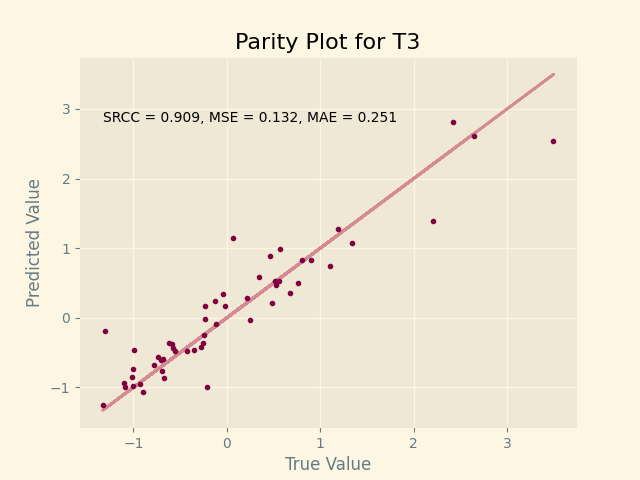 Parity Plot for T3
SRCC = 0.909, MSE = 0.132, MAE = 0.251
Predicted Value
3
2
1
0
−1
−1 0 1 2 3
True Value